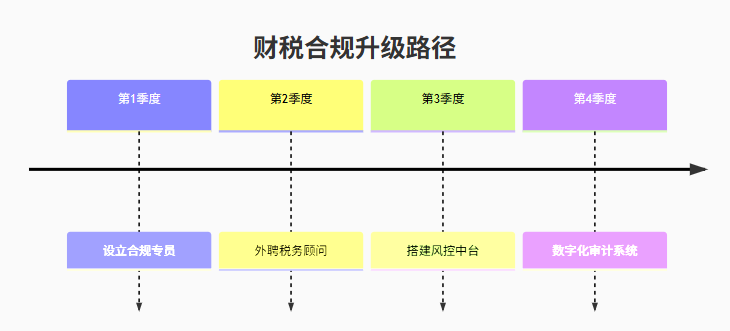 财税合规升级路径
第1季度
第2季度
第3季度
第4季度
设立合规专员
外聘税务顾问
搭建风控中台
数字化审计系统